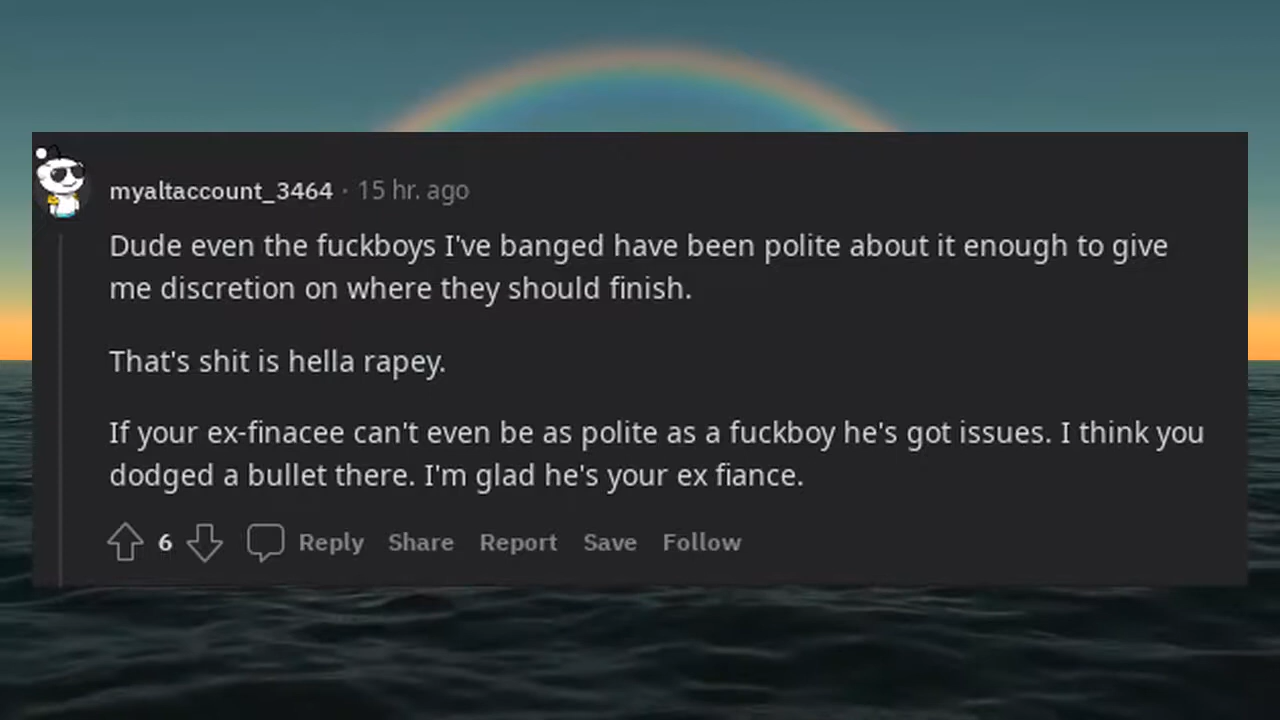 myaltaccount_3464 · 15 hr. ago
Dude even the fuckboys I've banged have been polite about it enough to give
me discretion on where they should finish.
That's shit is hella rapey.
If your ex-finacee can't even be as polite as a fuckboy he's got issues. I think you
dodged a bullet there. I'm glad he's your ex fiance.
6 Reply Share Report Save Follow